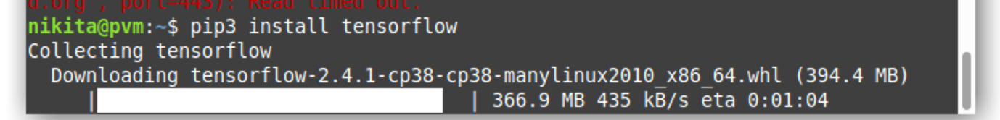 d.org', port=443): Read timed out.
nikita@pvm:~$ pip3 install tensorflow
Collecting tensorflow
Downloading tensorflow-2.4.1-cp38-cp38-manylinux2010_x86_64.whl (394.4 MB)
| | 366.9 MB 435 kB/s eta 0:01:04